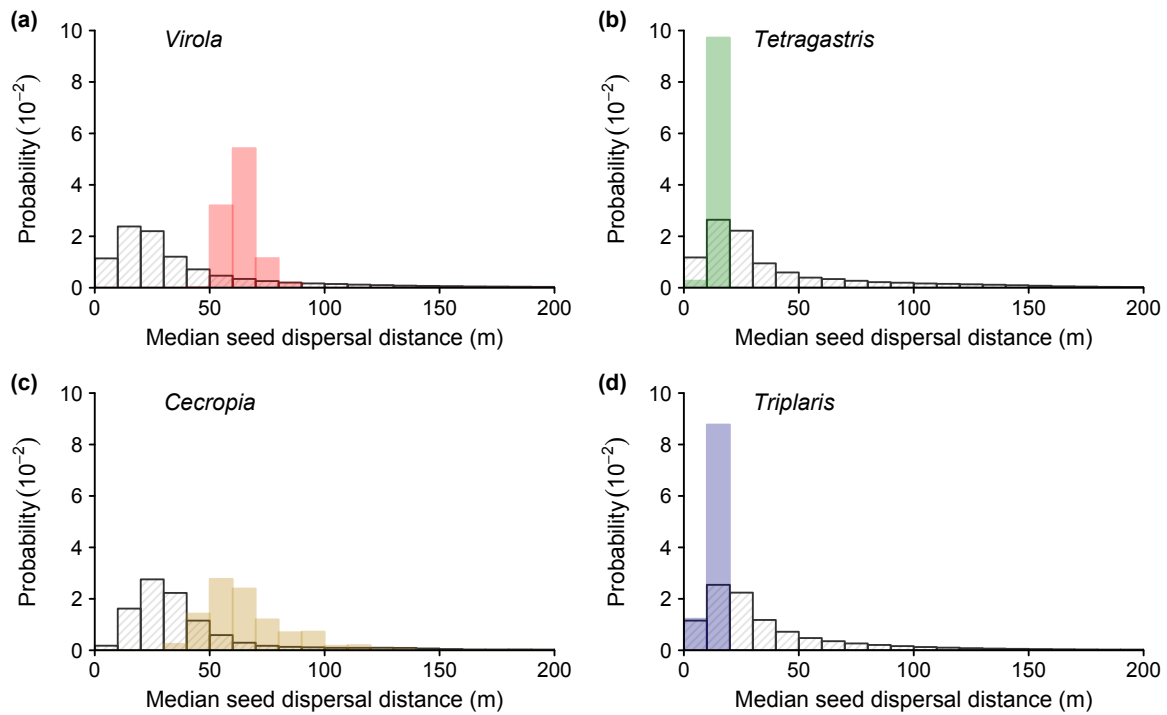 (a)
Virola
10
8
6
4
2
0
Probability (10⁻²)
0 50 100 150 200
Median seed dispersal distance (m)
(b)
Tetragastris
10
8
6
4
2
0
Probability (10⁻²)
0 50 100 150 200
Median seed dispersal distance (m)
(c)
Cecropia
10
8
6
4
2
0
Probability (10⁻²)
0 50 100 150 200
Median seed dispersal distance (m)
(d)
Triplaris
10
8
6
4
2
0
Probability (10⁻²)
0 50 100 150 200
Median seed dispersal distance (m)